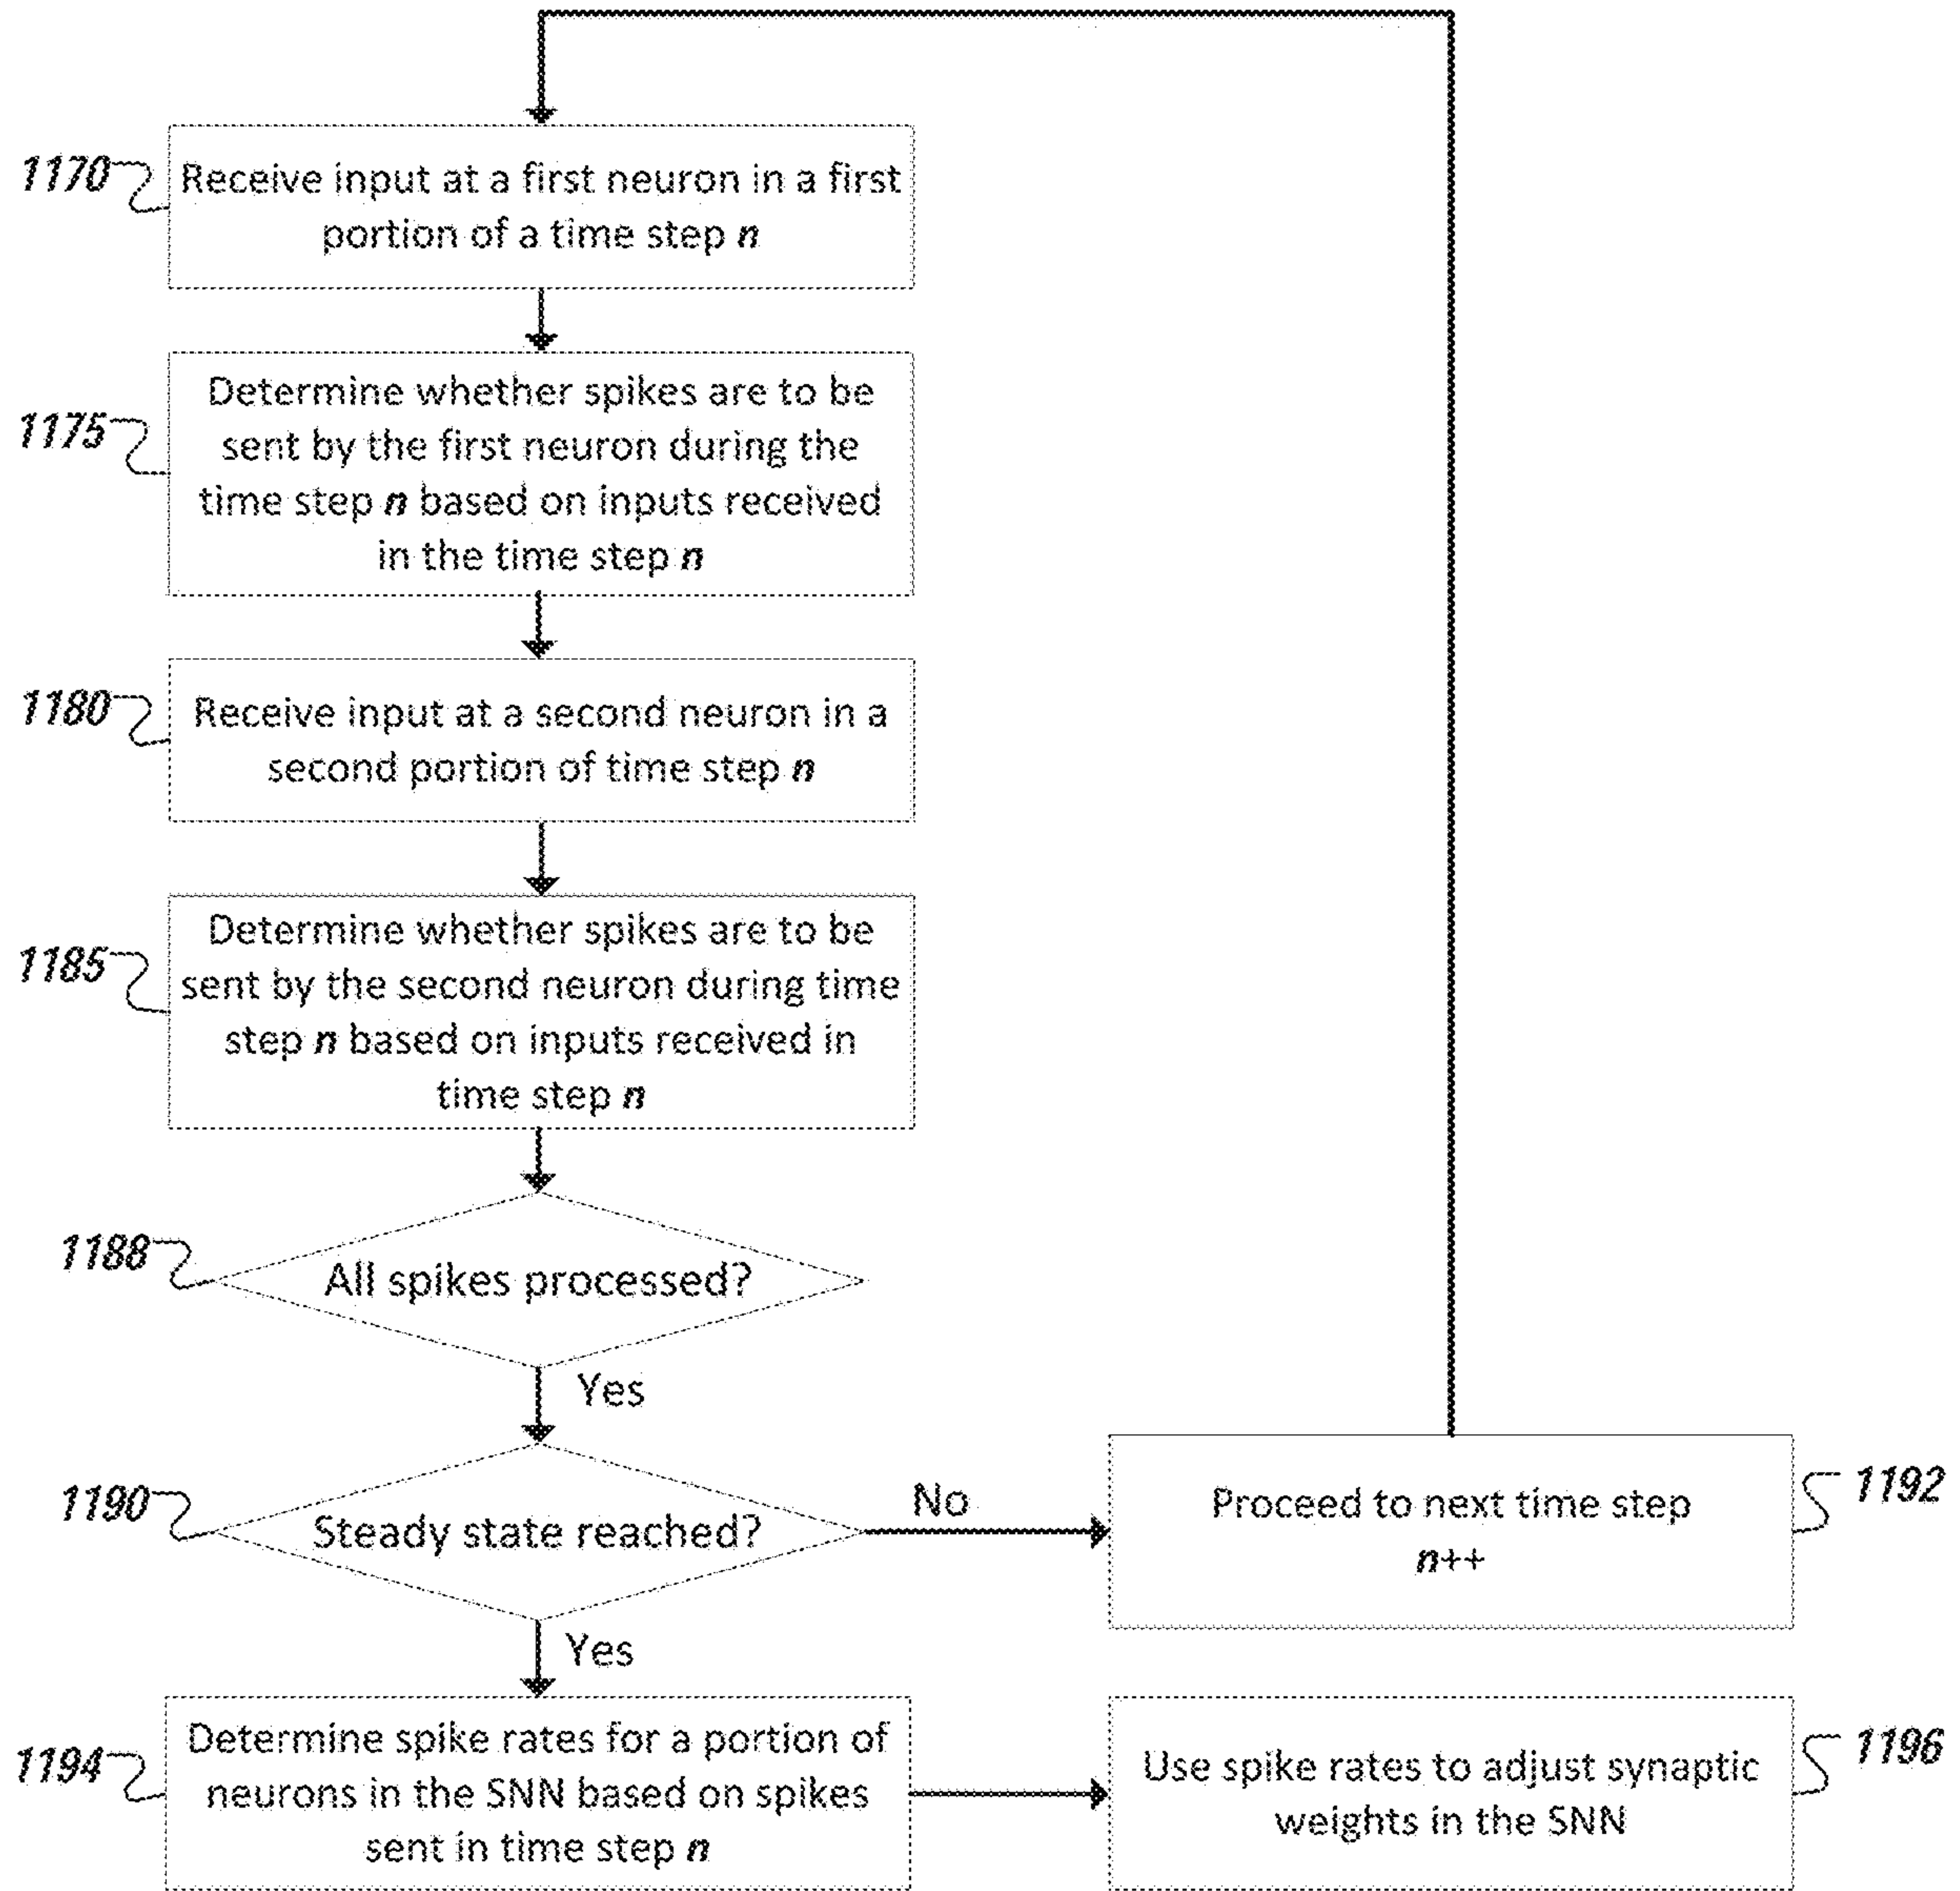 1170
Receive input at a first neuron in a first
portion of a time step n
1175
Determine whether spikes are to be
sent by the first neuron during the
time step n based on inputs received
in the time step n
1180
Receive input at a second neuron in a
second portion of time step n
1185
Determine whether spikes are to be
sent by the second neuron during time
step n based on inputs received in
time step n
1188
All spikes processed?
Yes
1190
Steady state reached?
No
Proceed to next time step
n++
1192
Yes
1194
Determine spike rates for a portion of
neurons in the SNN based on spikes
sent in time step n
Use spike rates to adjust synaptic
weights in the SNN
1196